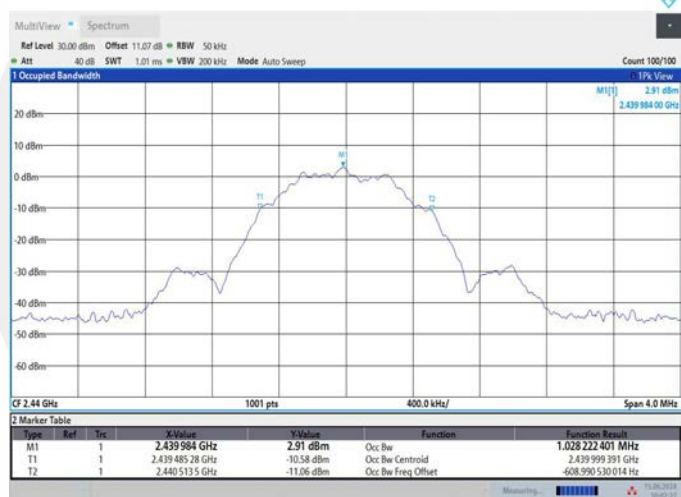 MultiView Spectrum
Ref Level 30.00 dBm Offset 11.07 dB RBW 50 kHz
Att 40 dB SWT 1.01 ms VBW 200 kHz Mode Auto Sweep Count 100/100
1 Occupied Bandwidth 1Pk View
M1[1] 2.91 dBm
2.439 984 00 GHz
20 dBm
10 dBm
M1
0 dBm
T1 T2
-10 dBm
-20 dBm
-30 dBm
-40 dBm
-50 dBm
-60 dBm
CF 2.44 GHz 1001 pts 400.0 kHz/ Span 4.0 MHz
2 Marker Table
Type Ref Trc X-Value Y-Value Function Function Result
M1 1 2.439 984 GHz 2.91 dBm Occ Bw 1.028 222 401 MHz
T1 1 2.439 485 28 GHz -10.58 dBm Occ Bw Centroid 2.439 999 391 GHz
T2 1 2.440 513 5 GHz -11.06 dBm Occ Bw Freq Offset -608.990 530 014 Hz
Measuring...